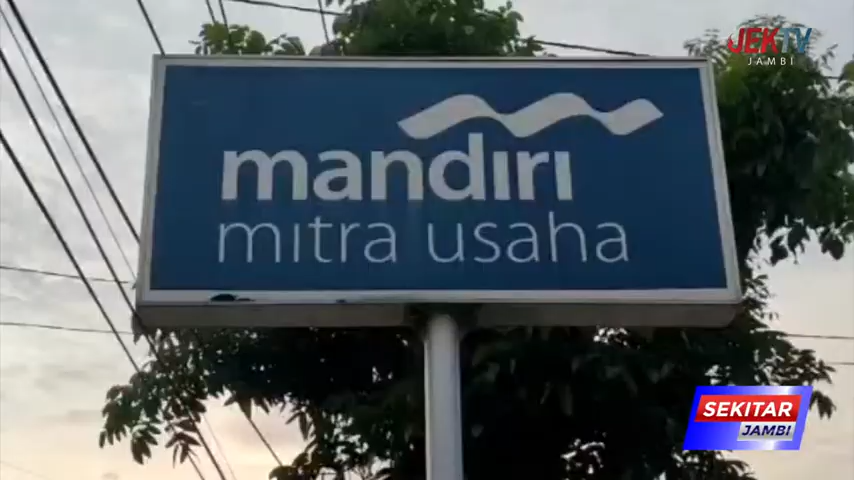 JEKTV
JAMBI
mandiri
mitra usaha
SEKITAR
JAMBI